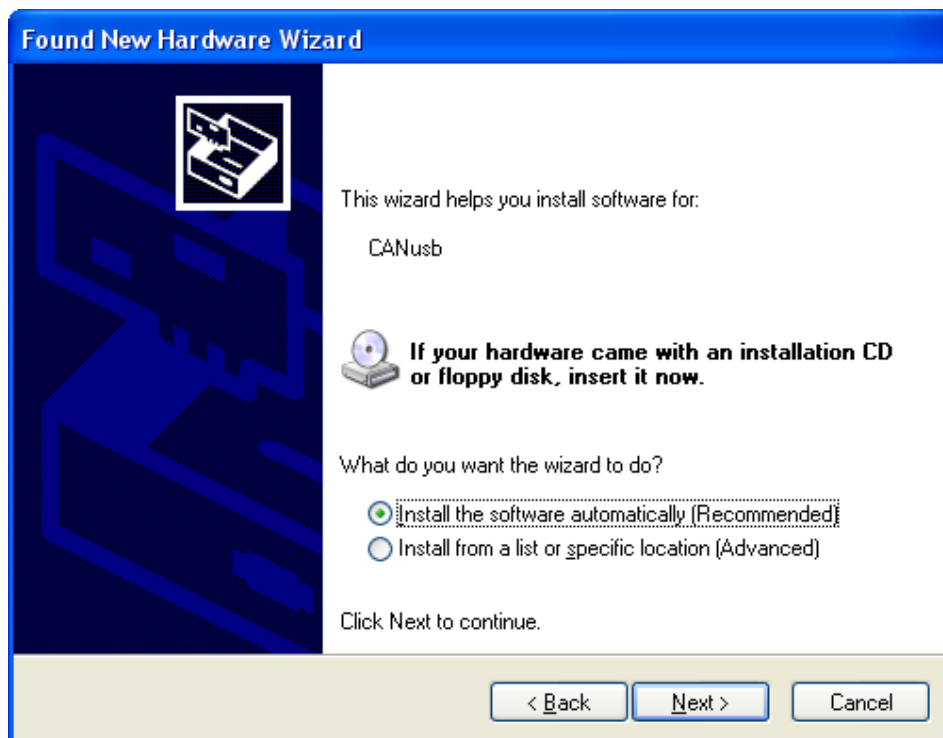 Found New Hardware Wizard
This wizard helps you install software for:
CANusb
If your hardware came with an installation CD
or floppy disk, insert it now.
What do you want the wizard to do?
Install the software automatically (Recommended)
Install from a list or specific location (Advanced)
Click Next to continue.
< Back Next > Cancel